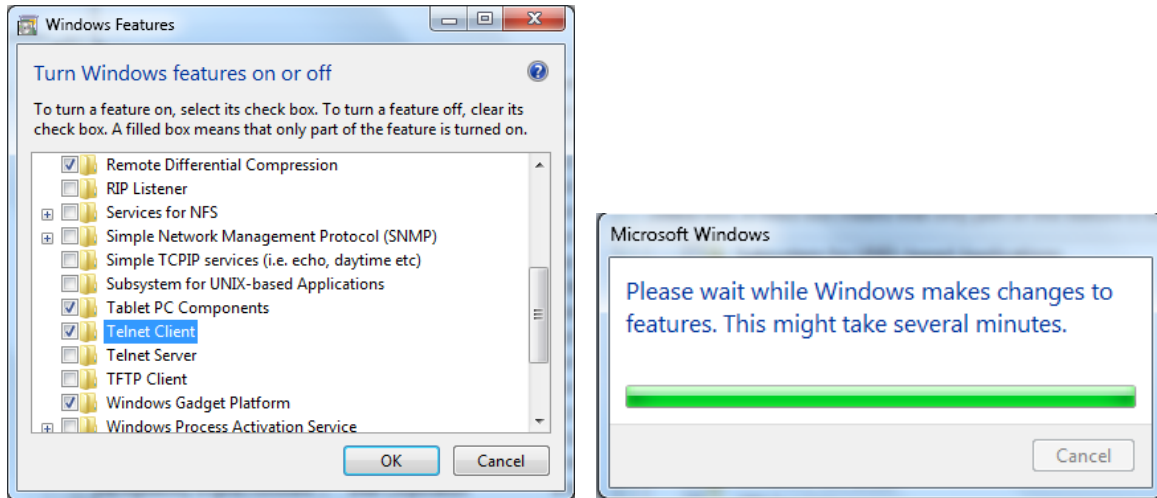 Windows Features
Turn Windows features on or off
To turn a feature on, select its check box. To turn a feature off, clear its
check box. A filled box means that only part of the feature is turned on.
Remote Differential Compression
RIP Listener
Services for NFS
Simple Network Management Protocol (SNMP)
Simple TCPIP services (i.e. echo, daytime etc)
Subsystem for UNIX-based Applications
Tablet PC Components
Telnet Client
Telnet Server
TFTP Client
Windows Gadget Platform
Windows Process Activation Service
OK Cancel
Microsoft Windows
Please wait while Windows makes changes to
features. This might take several minutes.
Cancel